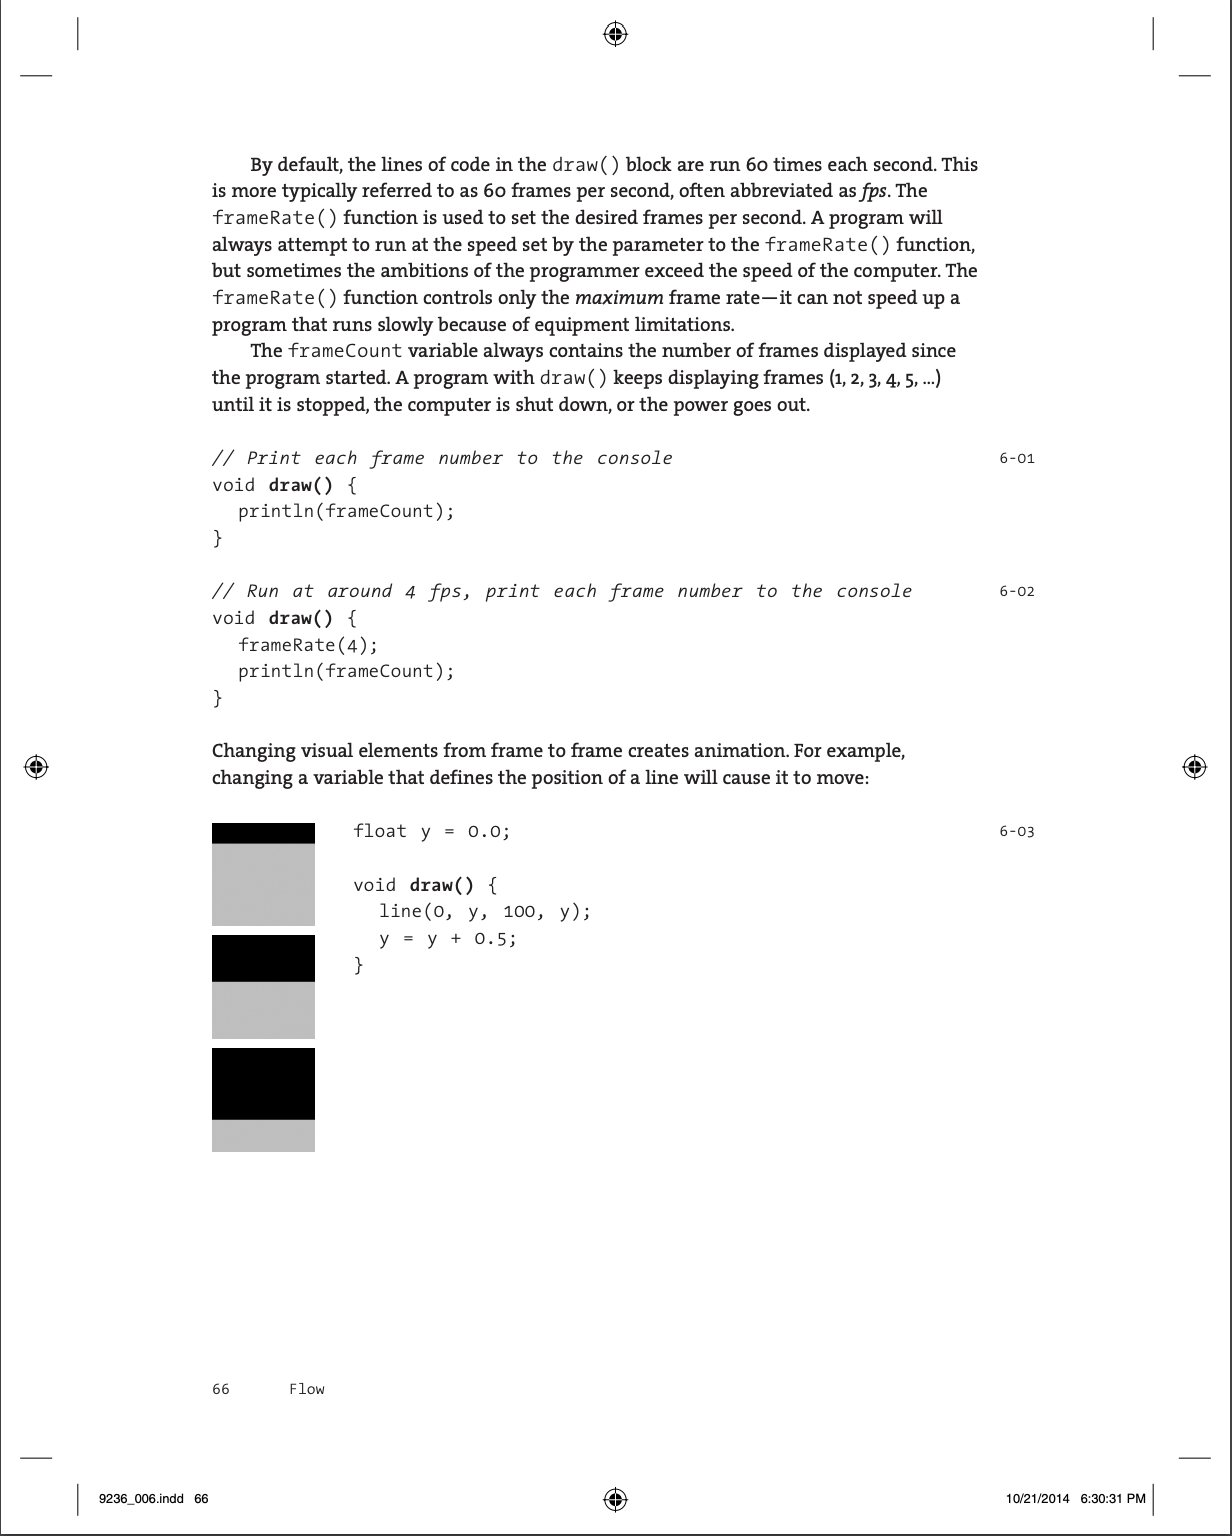 By default, the lines of code in the draw() block are run 60 times each second. This
is more typically referred to as 60 frames per second, often abbreviated as fps. The
frameRate() function is used to set the desired frames per second. A program will
always attempt to run at the speed set by the parameter to the frameRate() function,
but sometimes the ambitions of the programmer exceed the speed of the computer. The
frameRate() function controls only the maximum frame rate—it can not speed up a
program that runs slowly because of equipment limitations.
The frameCount variable always contains the number of frames displayed since
the program started. A program with draw() keeps displaying frames (1, 2, 3, 4, 5, ...)
until it is stopped, the computer is shut down, or the power goes out.
// Print each frame number to the console 6-01
void draw() {
println(frameCount);
}
// Run at around 4 fps, print each frame number to the console 6-02
void draw() {
frameRate(4);
println(frameCount);
}
Changing visual elements from frame to frame creates animation. For example,
changing a variable that defines the position of a line will cause it to move:
float y = 0.0; 6-03
void draw() {
line(0, y, 100, y);
y = y + 0.5;
}
66 Flow
9236_006.indd 66 10/21/2014 6:30:31 PM